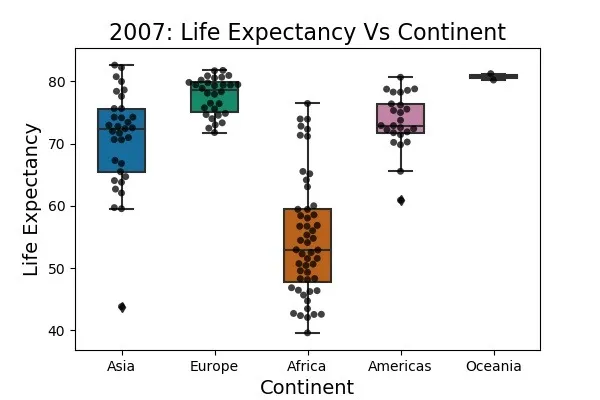 2007: Life Expectancy Vs Continent
Life Expectancy
80
70
60
50
40
Asia Europe Africa Americas Oceania
Continent